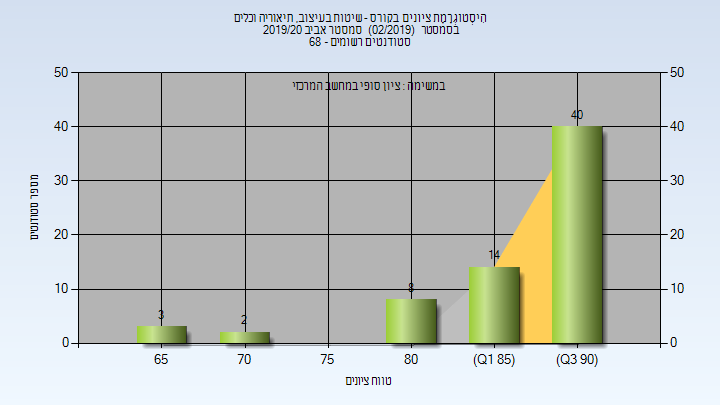 היסטוגרמת ציונים בקורס - שיטות בעיצוב, תיאוריה וכלים
בסמסטר (02/2019) סמסטר אביב 2019/20
סטודנטים רשומים - 68
במשימה : ציון סופי במחשב המרכזי
50 50
40 40
30 30
20 20
10 10
0 0
40
14
8
3
2
מספר סטודנטים
65 70 75 80 (Q1 85) (Q3 90)
טווח ציונים